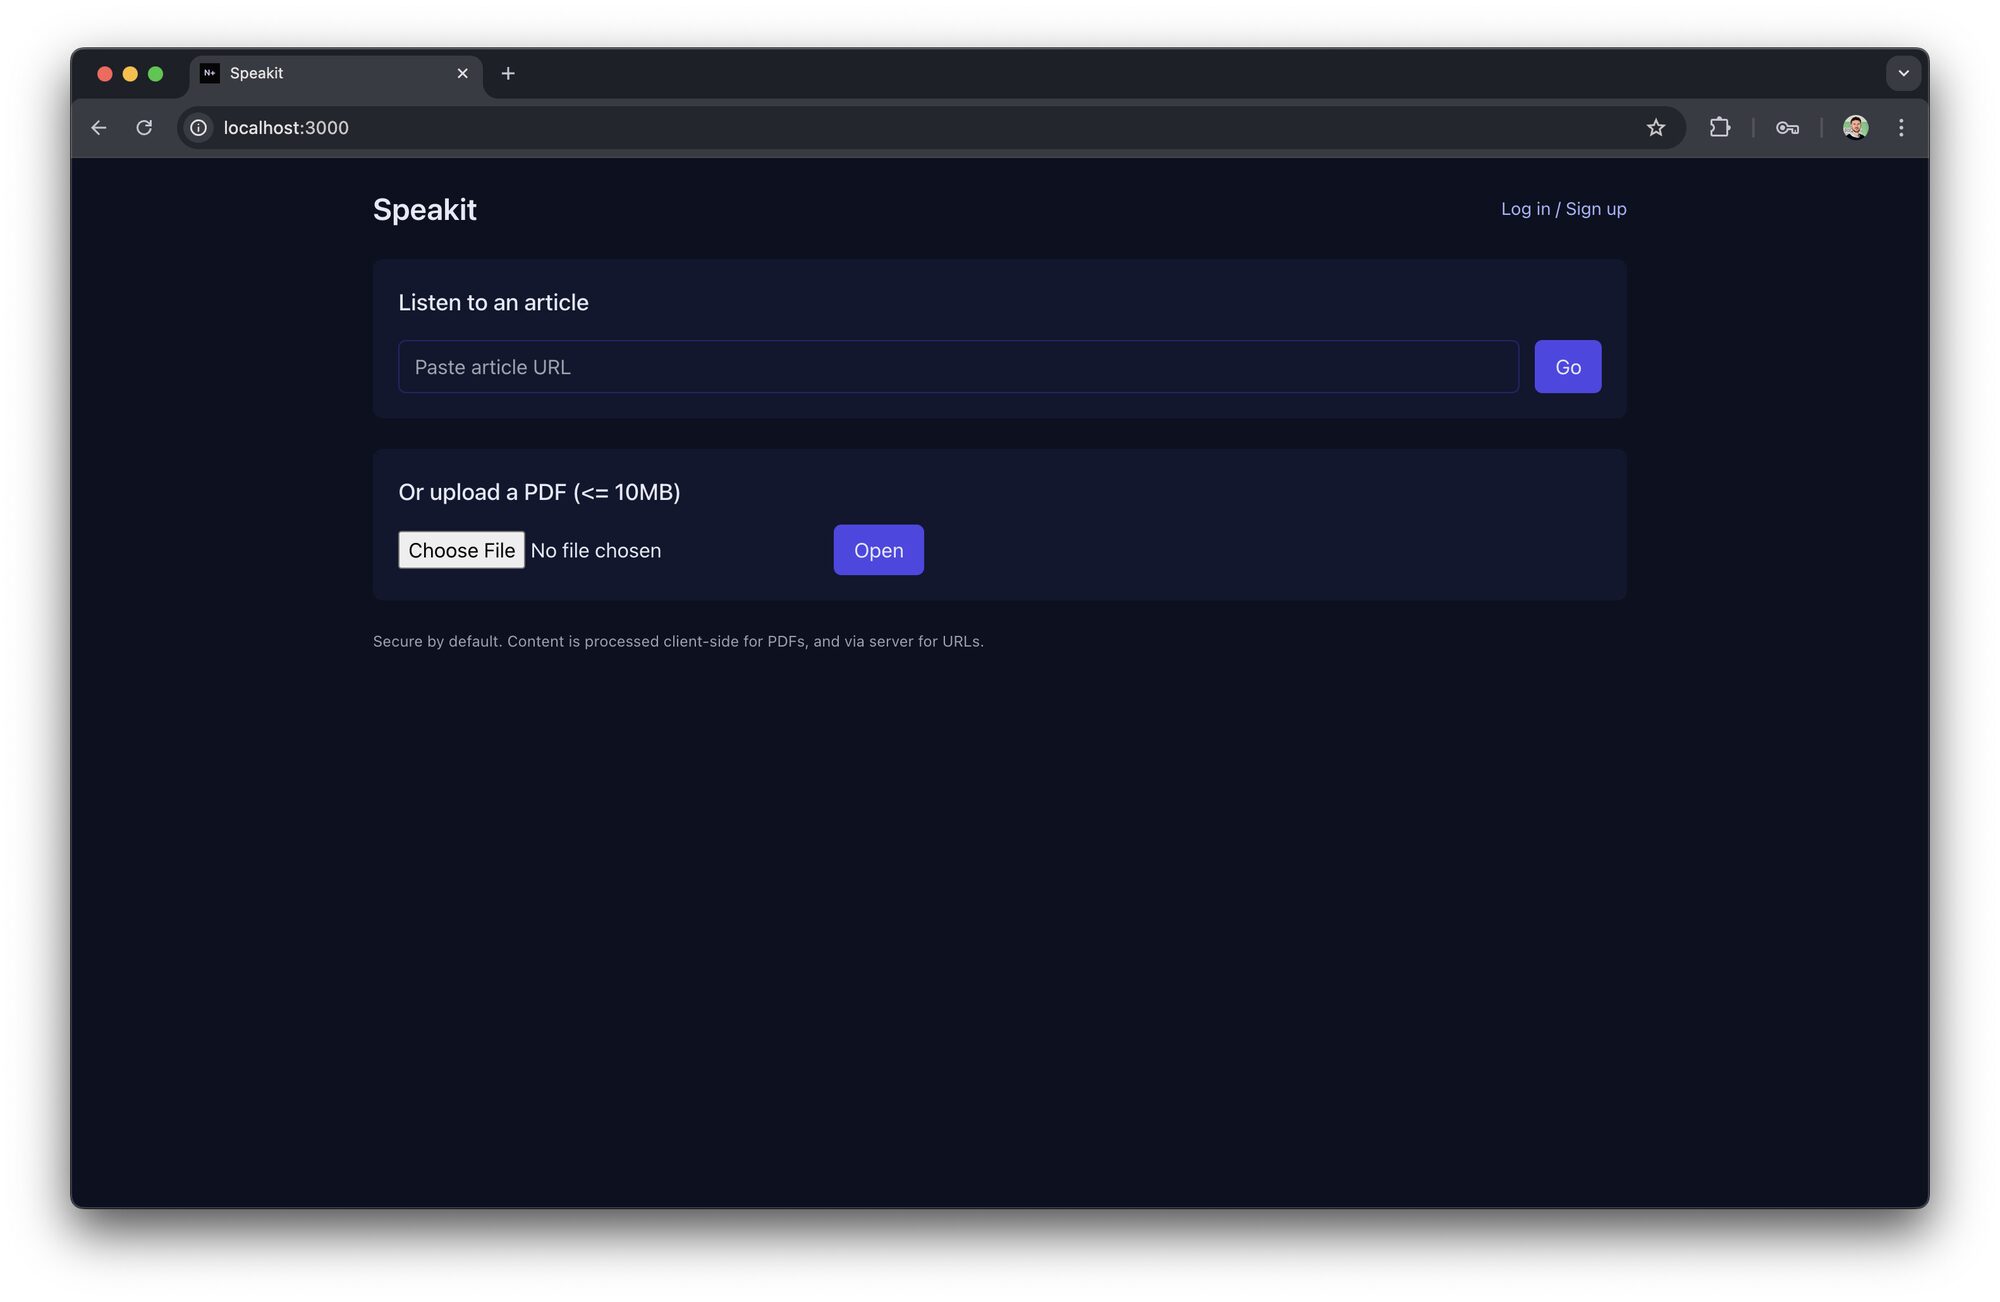 N+ Speakit
localhost:3000
Speakit
Log in / Sign up
Listen to an article
Paste article URL
Go
Or upload a PDF (<= 10MB)
Choose File No file chosen
Open
Secure by default. Content is processed client-side for PDFs, and via server for URLs.